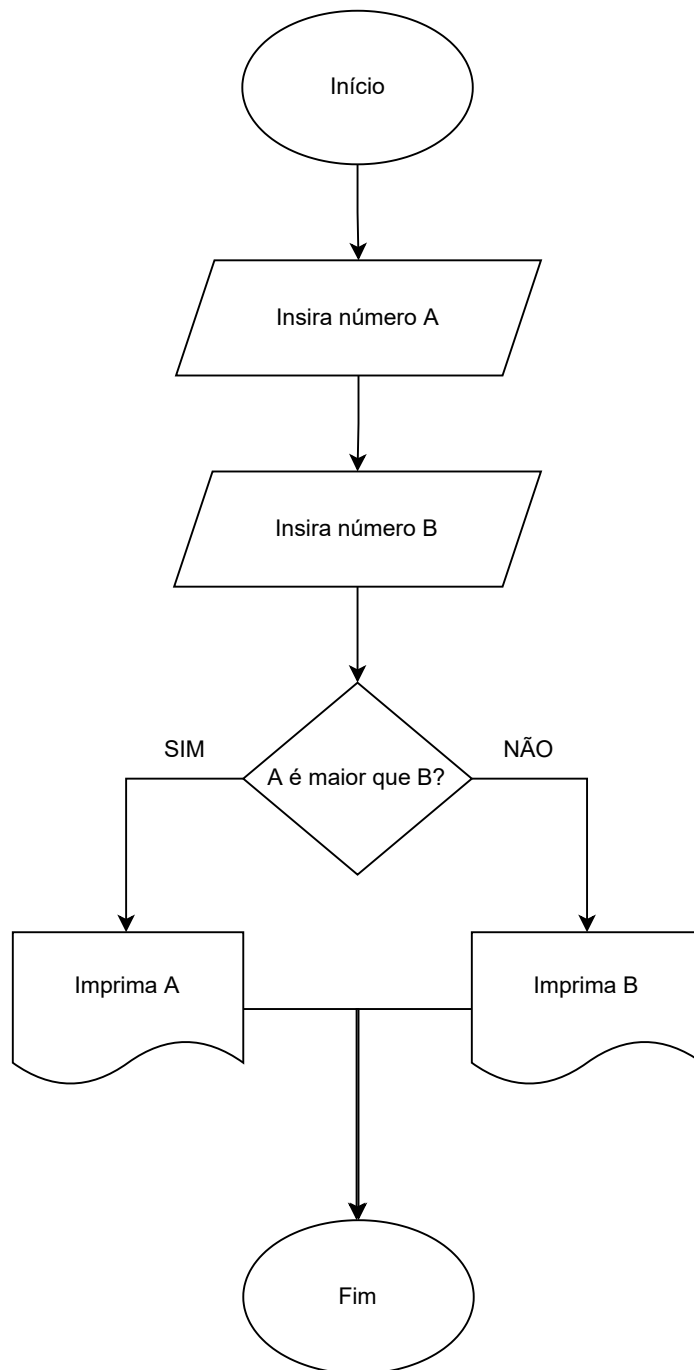 Início
Insira número A
Insira número B
A é maior que B?
SIM
NÃO
Imprima A
Imprima B
Fim